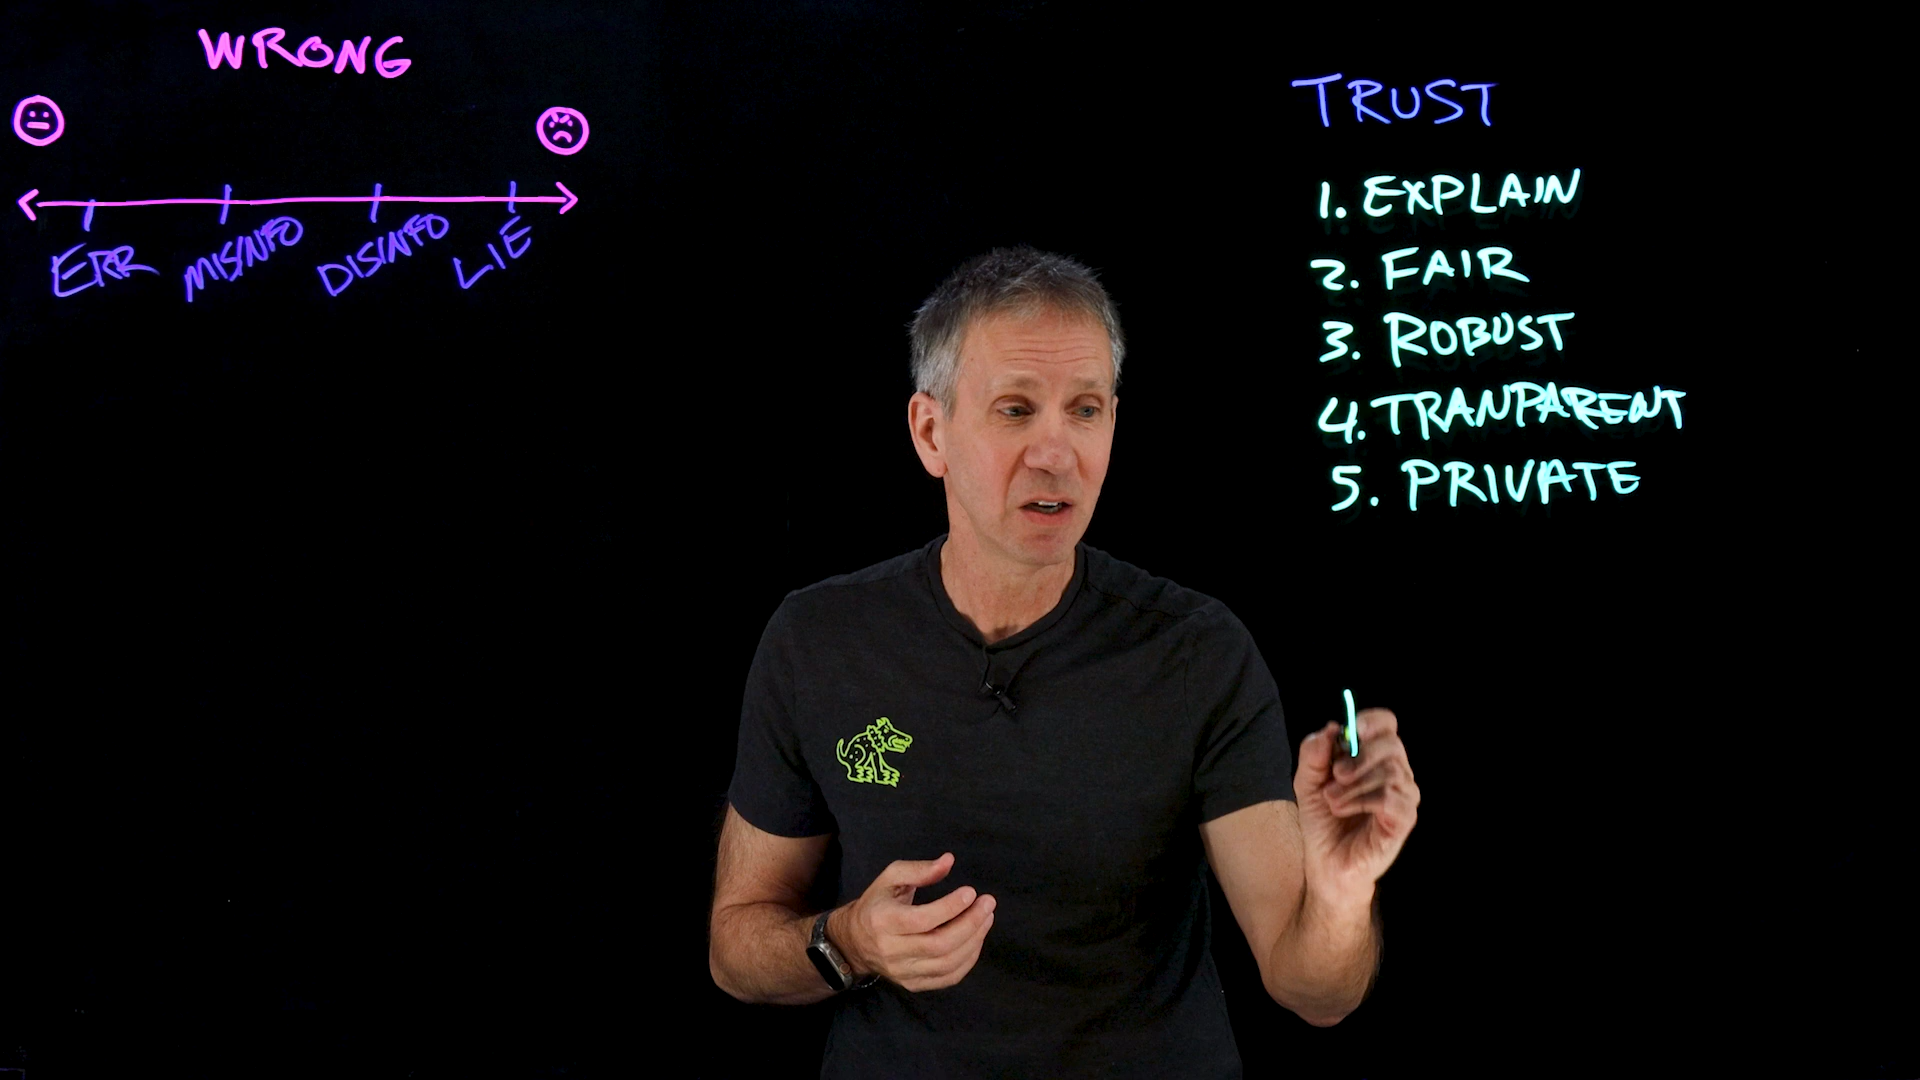 WRONG
ERR
MISINFO
DISINFO
LIE
TRUST
1. EXPLAIN
2. FAIR
3. ROBUST
4. TRANPARENT
5. PRIVATE